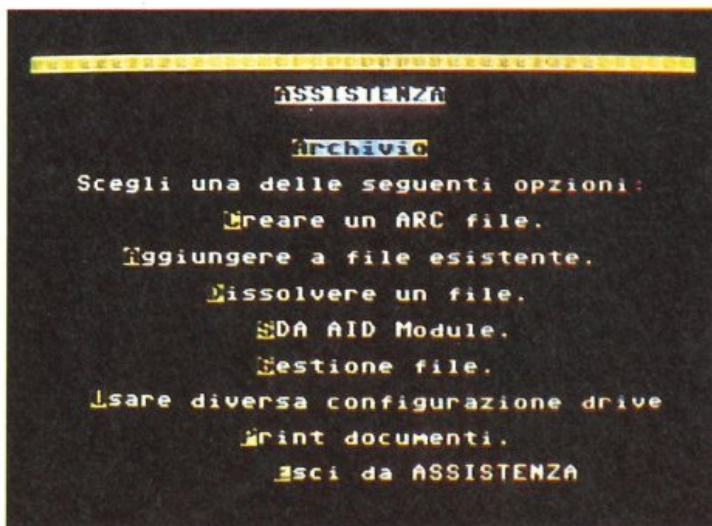 ASSISTENZA
Archivio
Scegli una delle seguenti opzioni:
Creare un ARC file.
Aggiungere a file esistente.
Dissolvere un file.
SDA AID Module.
Gestione file.
Usare diversa configurazione drive
Print documenti.
Esci da ASSISTENZA